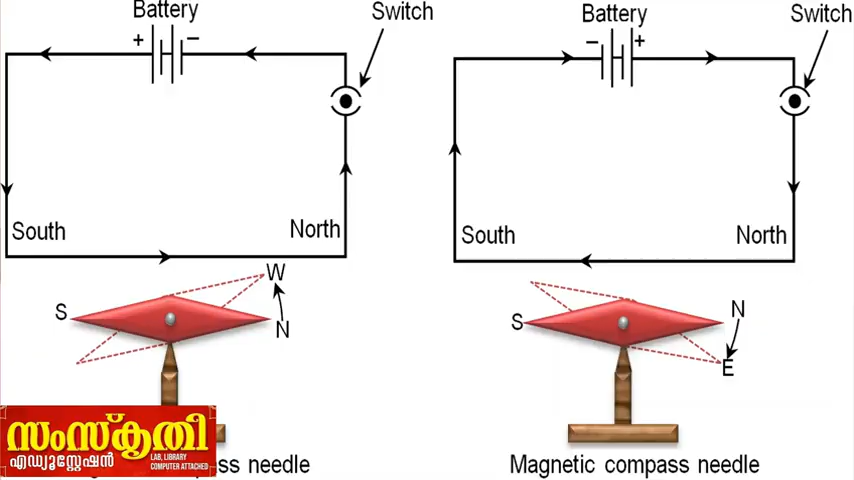 Battery
Switch
+
−
South
North
W
S
N
pass needle
Battery
Switch
−
+
South
North
S
N
E
Magnetic compass needle
സംസ്കൃതി
എഡ്യൂസ്റ്റേഷൻ
LAB, LIBRARY
COMPUTER ATTACHED